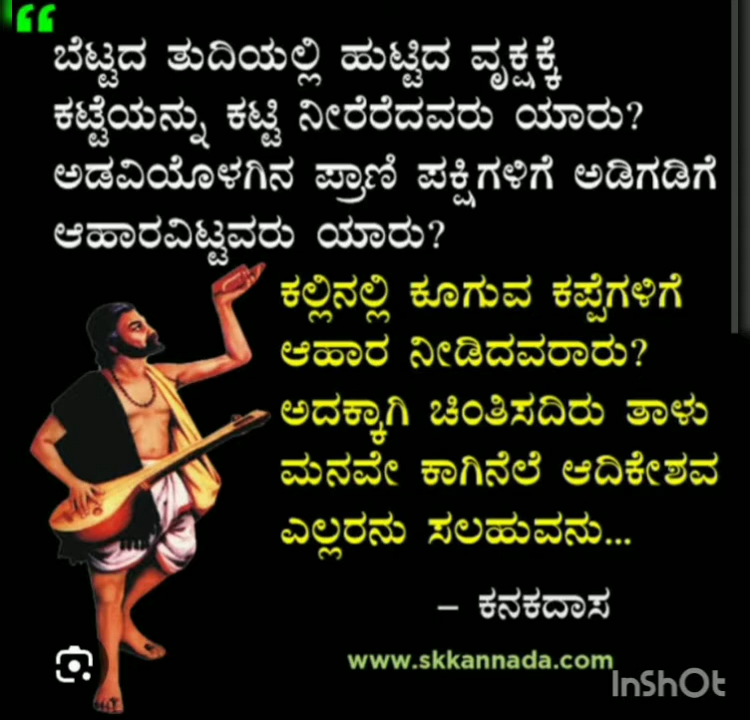 “
ಬೆಟ್ಟದ ತುದಿಯಲ್ಲಿ ಹುಟ್ಟಿದ ವೃಕ್ಷಕ್ಕೆ
ಕಟ್ಟೆಯನ್ನು ಕಟ್ಟಿ ನೀರೆರೆದವರು ಯಾರು?
ಅಡವಿಯೊಳಗಿನ ಪ್ರಾಣಿ ಪಕ್ಷಿಗಳಿಗೆ ಅಡಿಗಡಿಗೆ
ಆಹಾರವಿಟ್ಟವರು ಯಾರು?
ಕಲ್ಲಿನಲ್ಲಿ ಕೂಗುವ ಕಪ್ಪೆಗಳಿಗೆ
ಆಹಾರ ನೀಡಿದವರಾರು?
ಅದಕ್ಕಾಗಿ ಚಿಂತಿಸದಿರು ತಾಳು
ಮನವೇ ಕಾಗಿನೆಲೆ ಆದಿಕೇಶವ
ಎಲ್ಲರನು ಸಲಹುವನು...
– ಕನಕದಾಸ
www.skkannada.com
InShOt